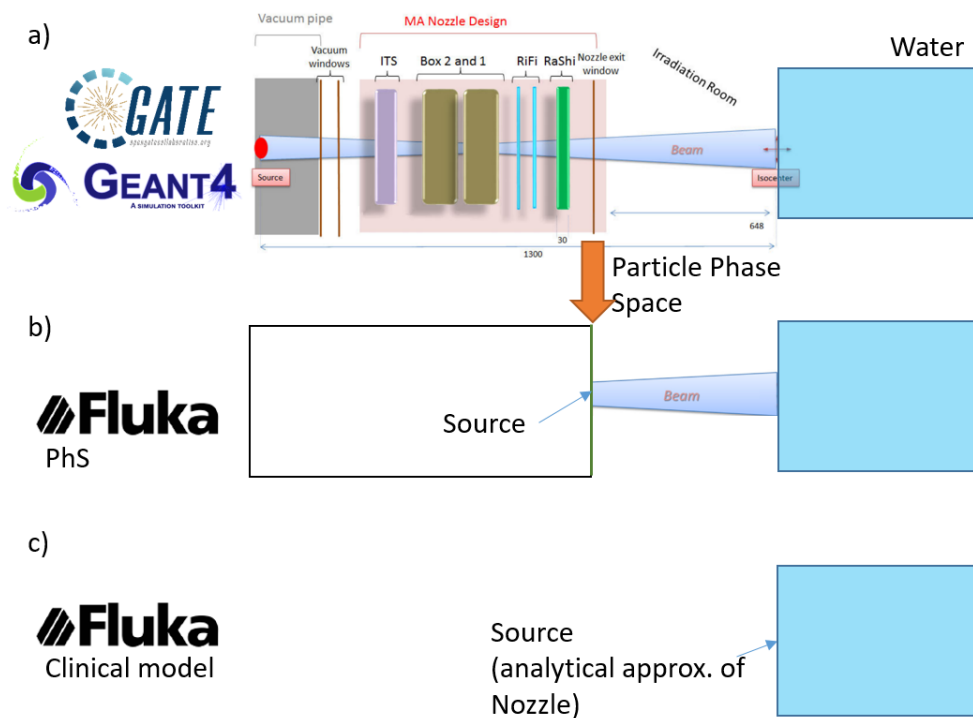 a)
Vacuum pipe
MA Nozzle Design
Water
Vacuum
windows
ITS
Box 2 and 1
RiFi
RaShi
Nozzle exit
window
Irradiation Room
GATE
opengatecollaboration.org
GEANT4
A SIMULATION TOOLKIT
Source
Beam
Isocenter
648
30
1300
Particle Phase
Space
b)
Fluka
PhS
Source
Beam
c)
Fluka
Clinical model
Source
(analytical approx. of
Nozzle)